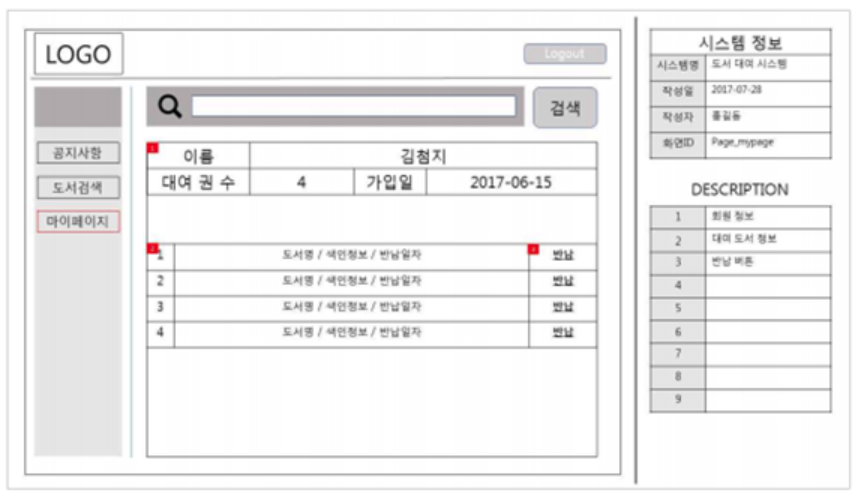 LOGO
Logout
검색
공지사항
도서검색
마이페이지
1
이름 김첨지
대여 권 수 4 가입일 2017-06-15
2
1 도서명 / 색인정보 / 반납일자 반납
3
2 도서명 / 색인정보 / 반납일자 반납
3 도서명 / 색인정보 / 반납일자 반납
4 도서명 / 색인정보 / 반납일자 반납
시스템 정보
시스템명 도서 대여 시스템
작성일 2017-07-28
작성자 홍길동
화면ID Page_mypage
DESCRIPTION
1 회원 정보
2 대여 도서 정보
3 반납 버튼
4
5
6
7
8
9